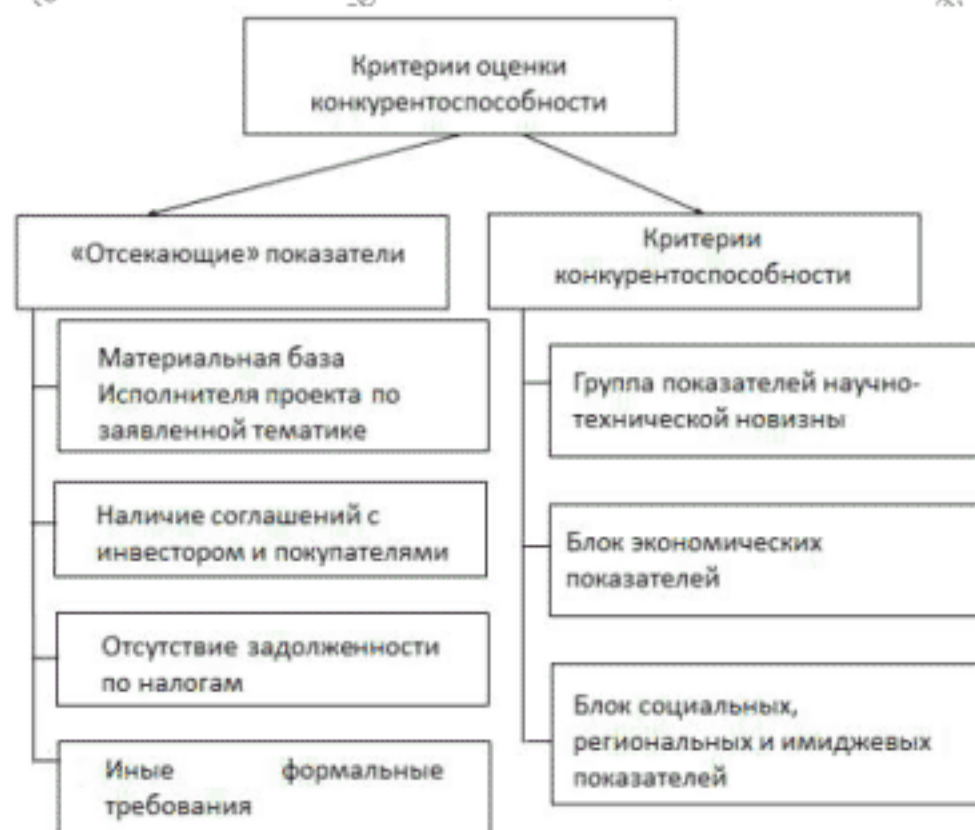 Критерии оценки
конкурентоспособности
«Отсекающие» показатели
Материальная база
Исполнителя проекта по
заявленной тематике
Наличие соглашений с
инвестором и покупателями
Отсутствие задолженности
по налогам
Иные формальные
требования
Критерии
конкурентоспособности
Группа показателей научно-
технической новизны
Блок экономических
показателей
Блок социальных,
региональных и имиджевых
показателей